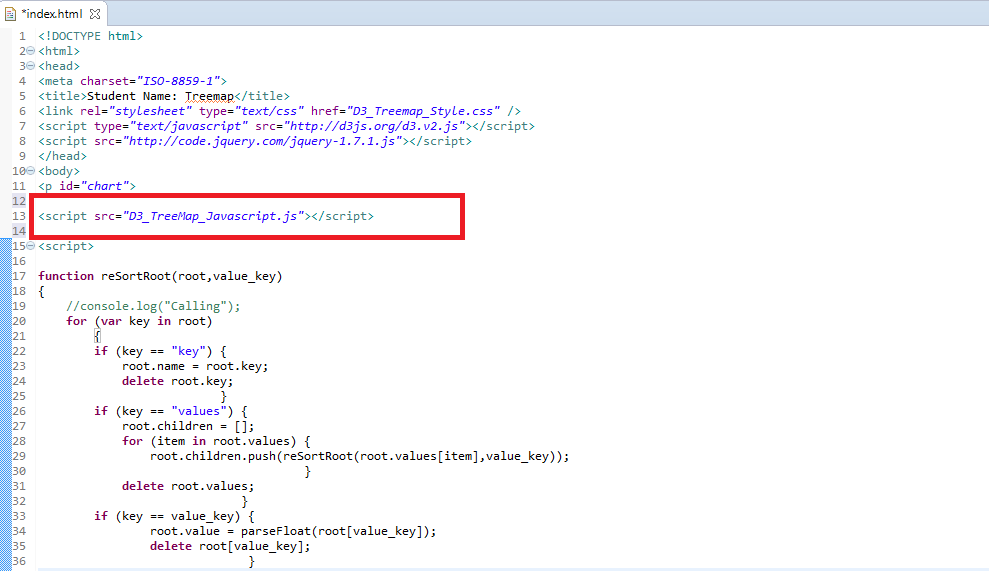 *index.html
1 <!DOCTYPE html>
2 <html>
3 <head>
4 <meta charset="ISO-8859-1">
5 <title>Student Name: Treemap</title>
6 <link rel="stylesheet" type="text/css" href="D3_Treemap_Style.css" />
7 <script type="text/javascript" src="http://d3js.org/d3.v2.js"></script>
8 <script src="http://code.jquery.com/jquery-1.7.1.js"></script>
9 </head>
10 <body>
11 <p id="chart">
12
13 <script src="D3_TreeMap_Javascript.js"></script>
14
15 <script>
16
17 function reSortRoot(root,value_key)
18 {
19     //console.log("Calling");
20     for (var key in root)
21         {
22         if (key == "key") {
23             root.name = root.key;
24             delete root.key;
25                           }
26         if (key == "values") {
27             root.children = [];
28             for (item in root.values) {
29                 root.children.push(reSortRoot(root.values[item],value_key));
30                                       }
31             delete root.values;
32                              }
33         if (key == value_key) {
34                 root.value = parseFloat(root[value_key]);
35                 delete root[value_key];
36                               }